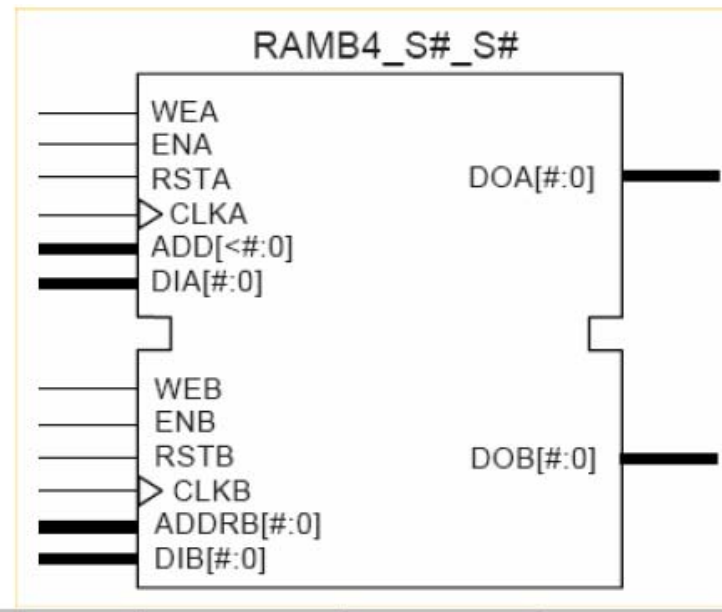 RAMB4_S#_S#
WEA
ENA
RSTA
DOA[#:0]
CLKA
ADD[<#:0]
DIA[#:0]
WEB
ENB
RSTB
DOB[#:0]
CLKB
ADDRB[#:0]
DIB[#:0]